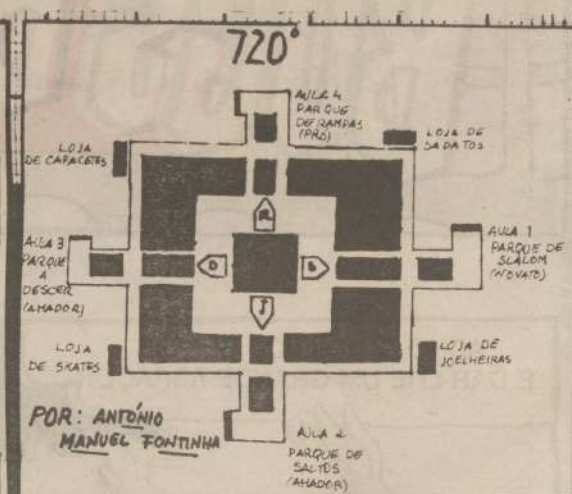 720°
AULA 4
PARQUE
DE RAMPAS
(PRO)
LOJA DE
SAPATOS
LOJA
DE CAPACETES
AULA 3
PARQUE
A
DESCER
(AMADOR)
AULA 1
PARQUE DE
SLALOM
(NOVATO)
R
D
S
J
LOJA
DE SKATES
LOJA DE
JOELHEIRAS
POR: ANTÓNIO
MANUEL FONTINHA
AULA 2
PARQUE DE
SALTOS
(AMADOR)